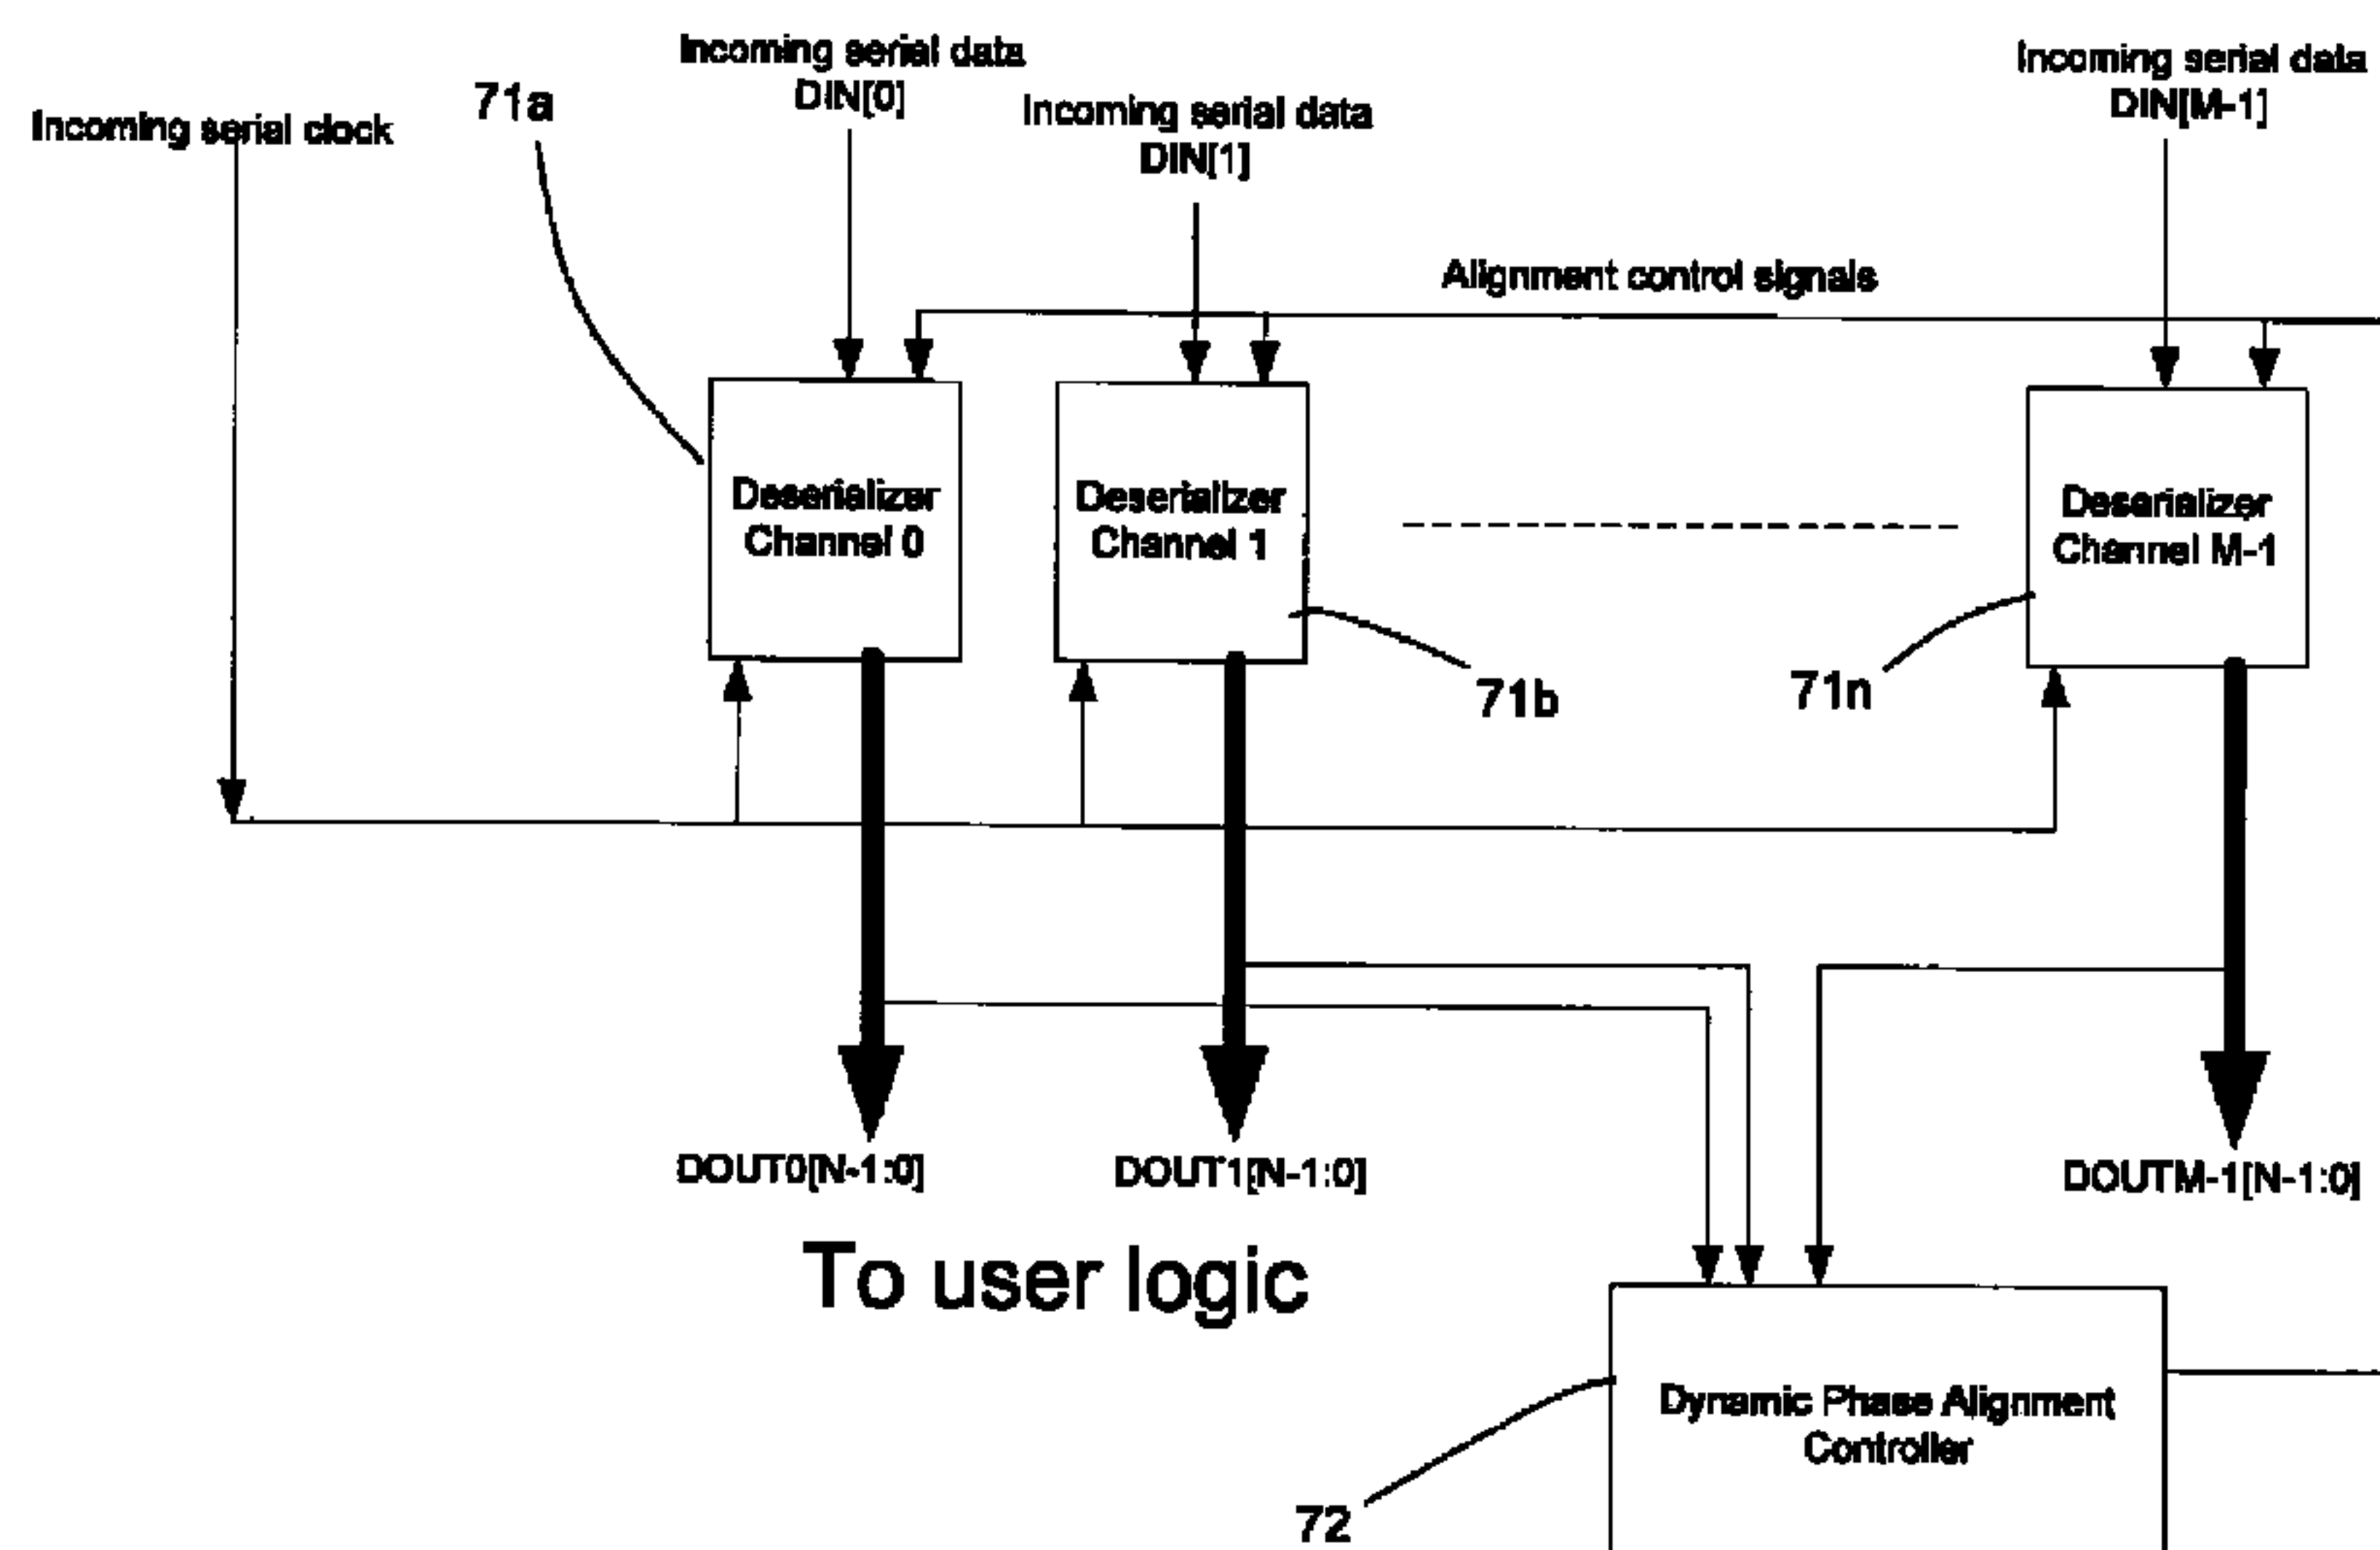 Incoming serial clock
71a
Incoming serial data
DIN[0]
Incoming serial data
DIN[1]
Incoming serial data
DIN[M-1]
Alignment control signals
Deserializer
Channel 0
Deserializer
Channel 1
Deserializer
Channel M-1
71b
71n
DOUT0[N-1:0]
DOUT1[N-1:0]
DOUTM-1[N-1:0]
To user logic
Dynamic Phase Alignment
Controller
72